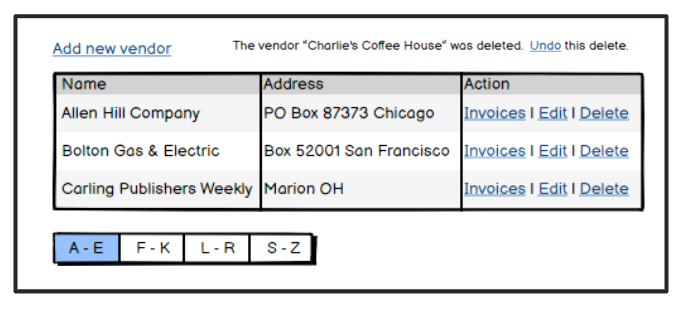 Add new vendor The vendor "Charlie's Coffee House" was deleted. Undo this delete.
Name Address Action
Allen Hill Company PO Box 87373 Chicago Invoices | Edit | Delete
Bolton Gas & Electric Box 52001 San Francisco Invoices | Edit | Delete
Carling Publishers Weekly Marion OH Invoices | Edit | Delete
A - E F - K L - R S - Z